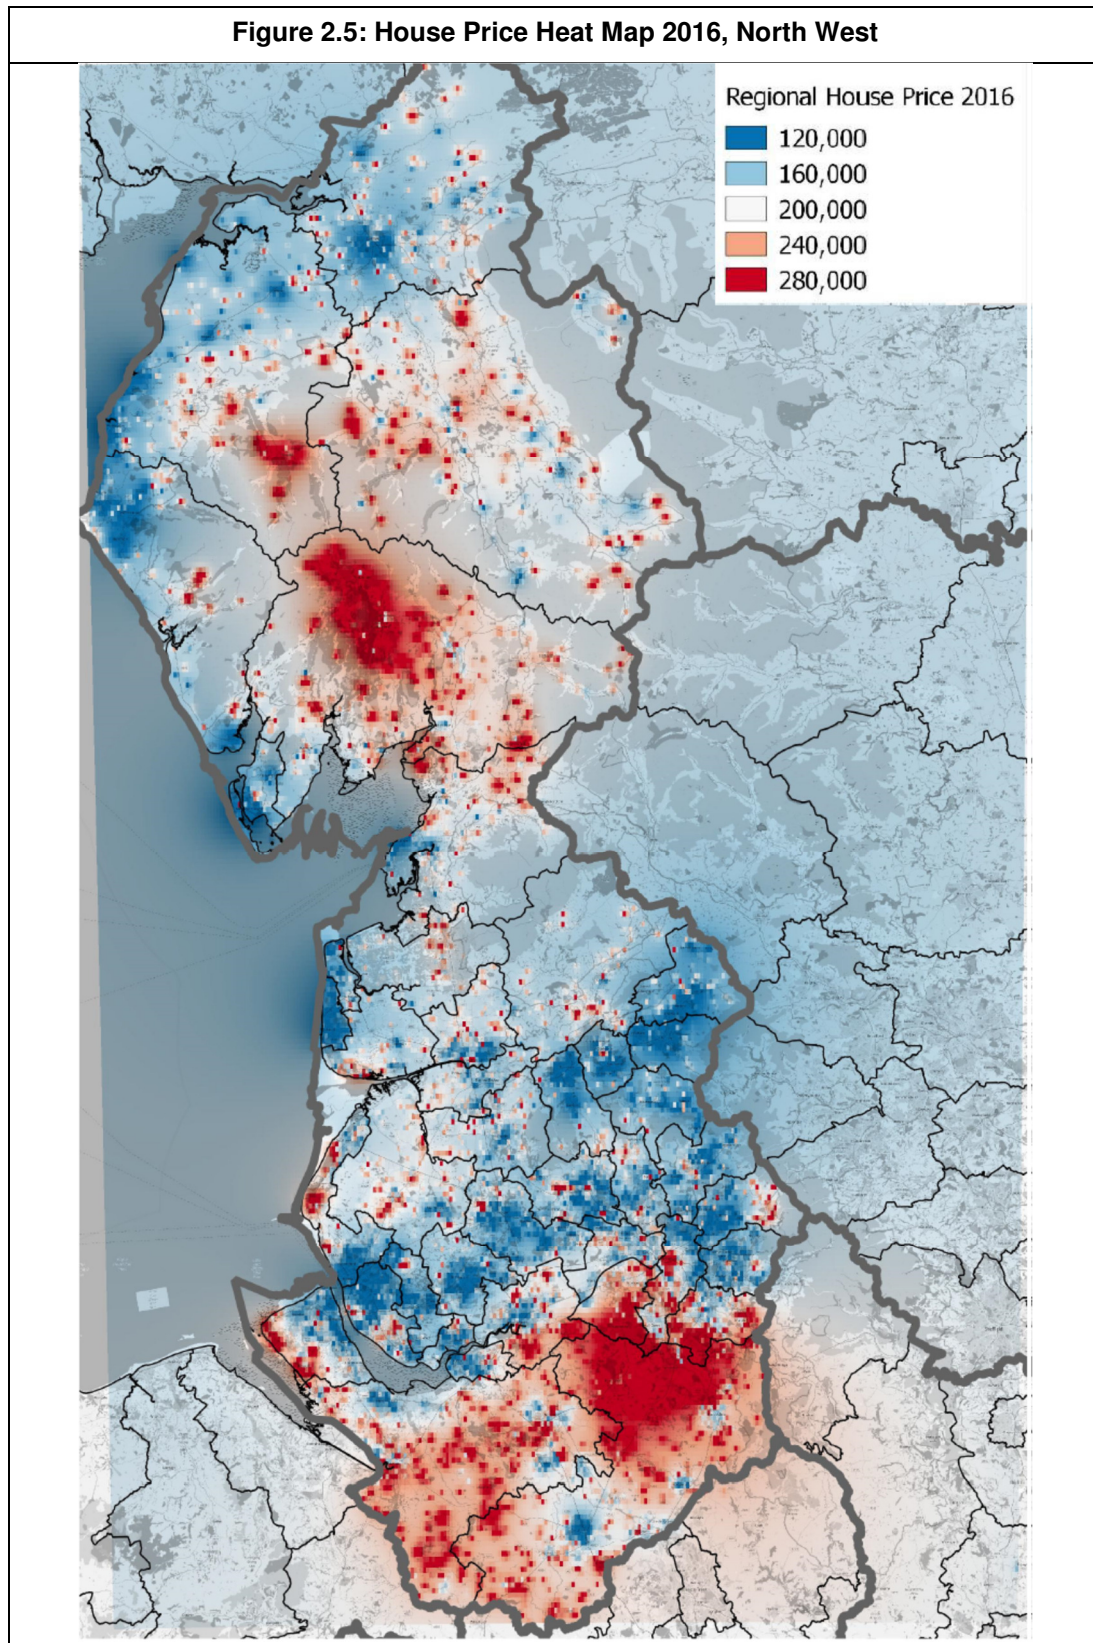 Figure 2.5: House Price Heat Map 2016, North West
Regional House Price 2016
120,000
160,000
200,000
240,000
280,000